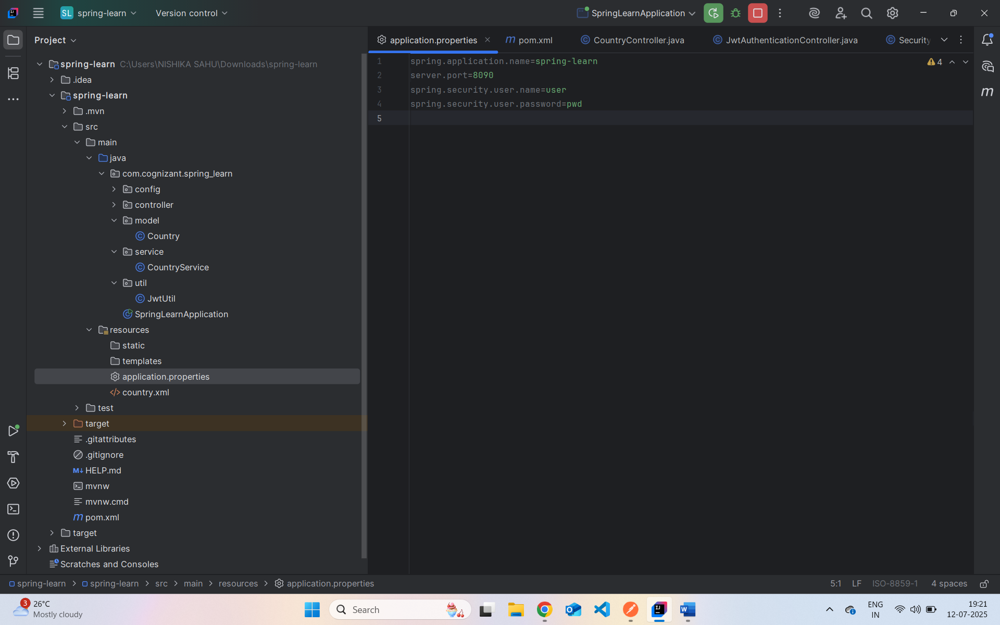 SL spring-learn Version control SpringLearnApplication
Project
application.properties pom.xml CountryController.java JwtAuthenticationController.java Security
spring-learn C:\Users\NISHIKA SAHU\Downloads\spring-learn
.idea
spring-learn
.mvn
src
main
java
com.cognizant.spring_learn
config
controller
model
Country
service
CountryService
util
JwtUtil
SpringLearnApplication
resources
static
templates
application.properties
country.xml
test
target
.gitattributes
.gitignore
HELP.md
mvnw
mvnw.cmd
pom.xml
target
External Libraries
Scratches and Consoles
1 spring.application.name=spring-learn
2 server.port=8090
3 spring.security.user.name=user
4 spring.security.user.password=pwd
5
4
spring-learn > spring-learn > src > main > resources > application.properties 5:1 LF ISO-8859-1 4 spaces
3 26°C
Mostly cloudy
Search
ENG
IN
19:21
12-07-2025